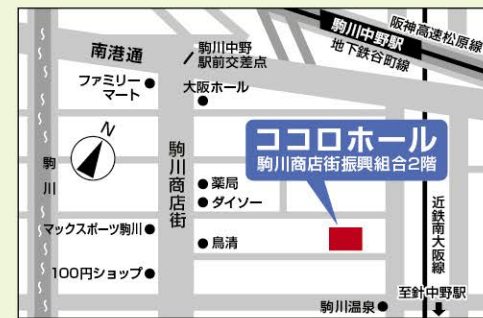 阪神高速松原線
駒川中野駅
地下鉄谷町線
南港通
駒川中野
駅前交差点
ファミリー
マート
大阪ホール
N
ココロホール
駒川商店街振興組合2階
駒川
駒川商店街
薬局
ダイソー
近鉄南大阪線
マックスポーツ駒川
鳥清
100円ショップ
至針中野駅
駒川温泉